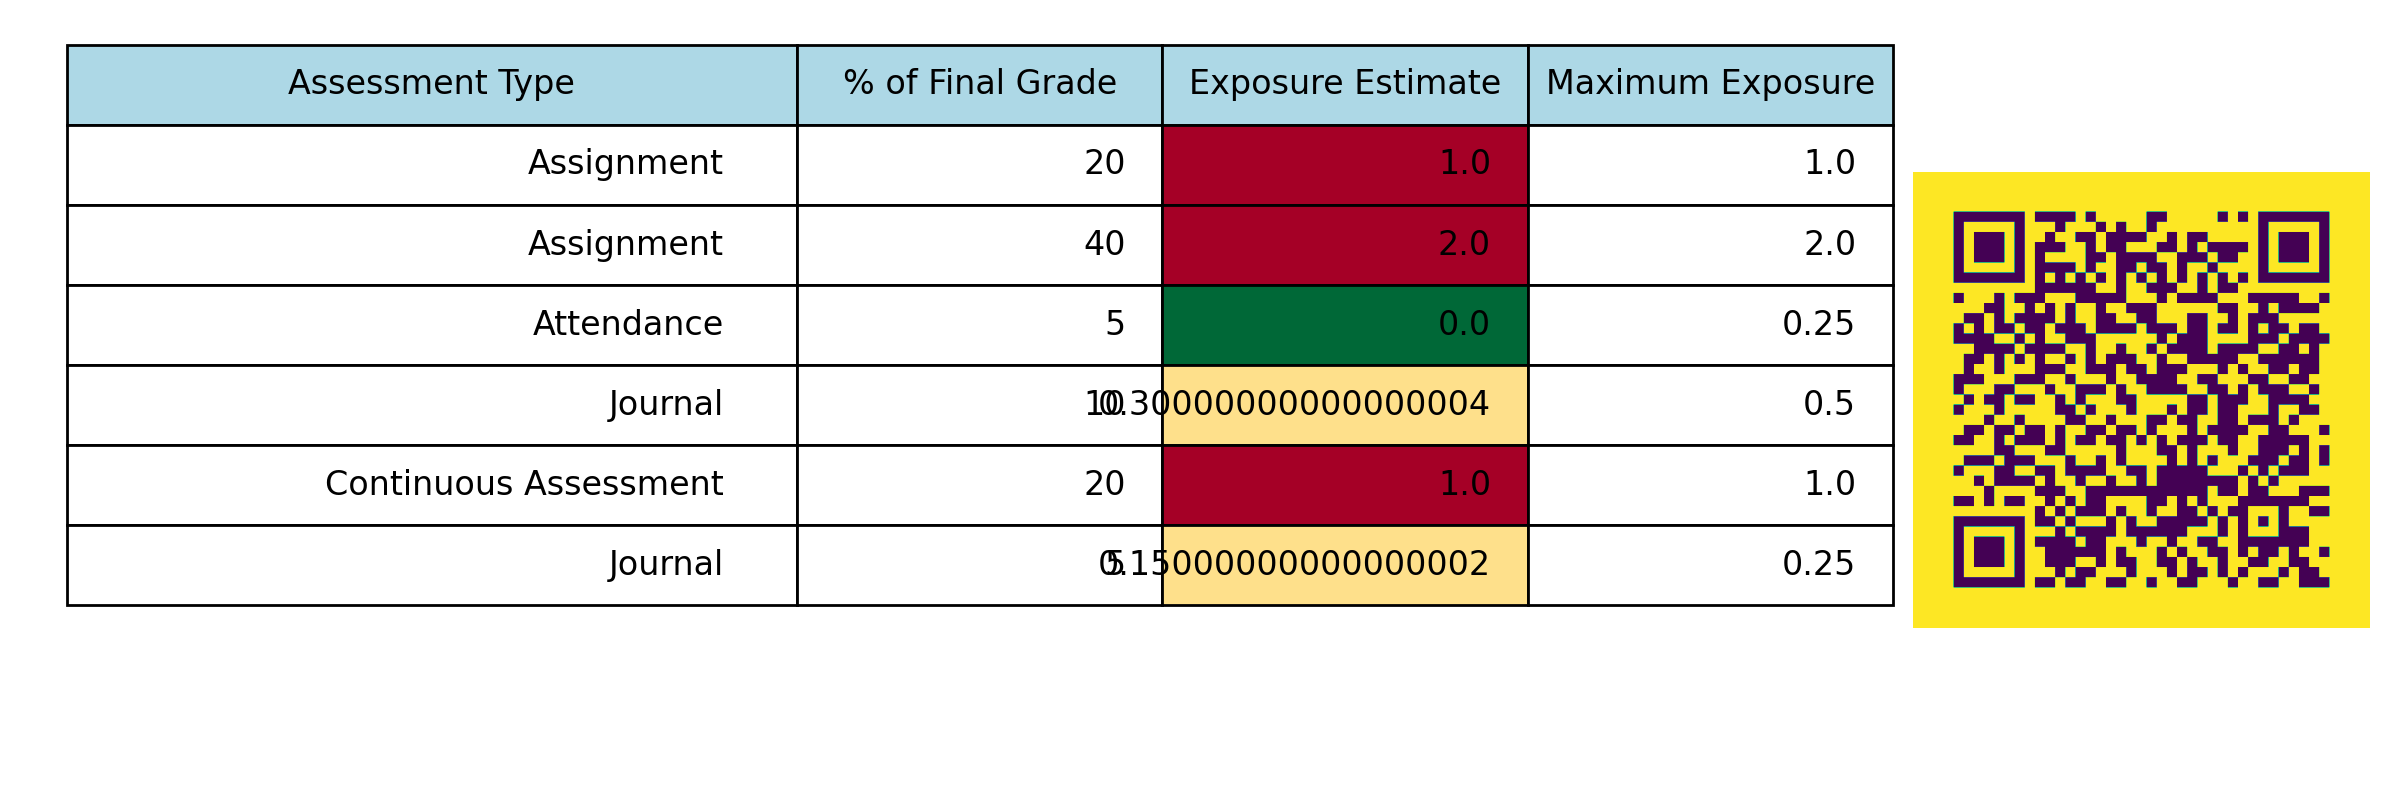 Assessment Type % of Final Grade Exposure Estimate Maximum Exposure
Assignment 20 1.0 1.0
Assignment 40 2.0 2.0
Attendance 5 0.0 0.25
Journal 10 0.30000000000000004 0.5
Continuous Assessment 20 1.0 1.0
Journal 5 0.15000000000000002 0.25